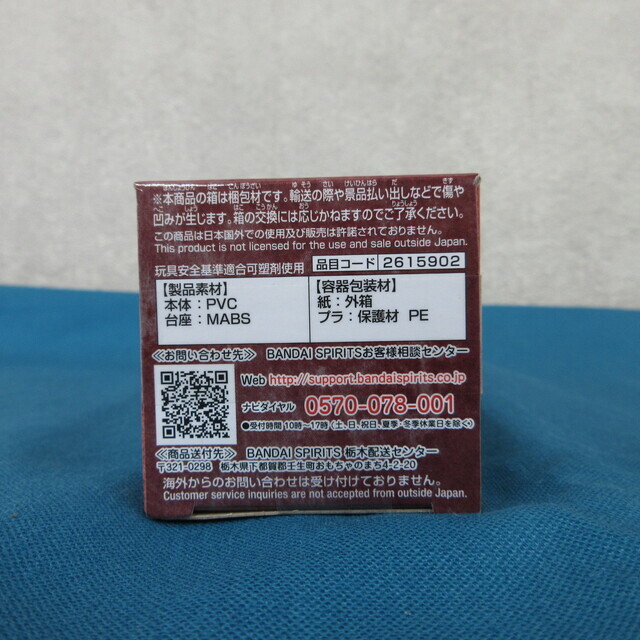 ※本商品の箱は梱包材です。輸送の際や景品払い出しなどで傷や
凹みが生じます。箱の交換には応じかねますのでご了承ください。
この商品は日本国外での使用及び販売は許諾されておりません。
This product is not licensed for the use and sale outside Japan.
玩具安全基準適合可塑剤使用 品目コード 2615902
【製品素材】
本体：PVC
台座：MABS
【容器包装材】
紙：外箱
プラ：保護材 PE
≪お問い合わせ先≫ BANDAI SPIRITSお客様相談センター
Web http://support.bandaispirits.co.jp
ナビダイヤル 0570-078-001
●受付時間 10時〜17時（土、日、祝日、夏季・冬季休業日を除く）
≪商品送付先≫ BANDAI SPIRITS 栃木配送センター
〒321-0298 栃木県下都賀郡壬生町おもちゃのまち4-2-20
海外からのお問い合わせは受け付けておりません。
Customer service inquiries are not accepted from outside Japan.